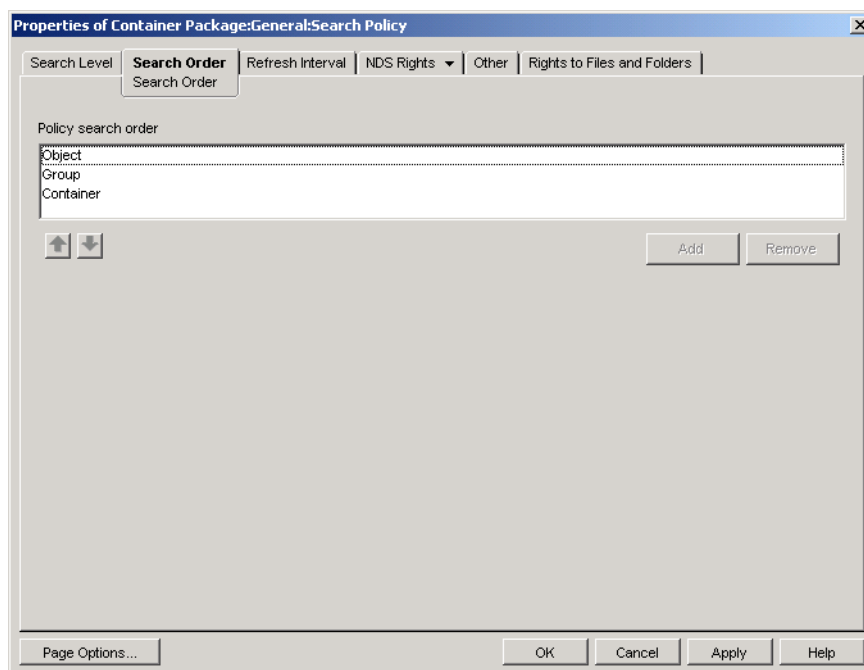 Properties of Container Package:General:Search Policy
Search Level Search Order Refresh Interval NDS Rights Other Rights to Files and Folders
Search Order
Policy search order
Object
Group
Container
Add Remove
Page Options... OK Cancel Apply Help